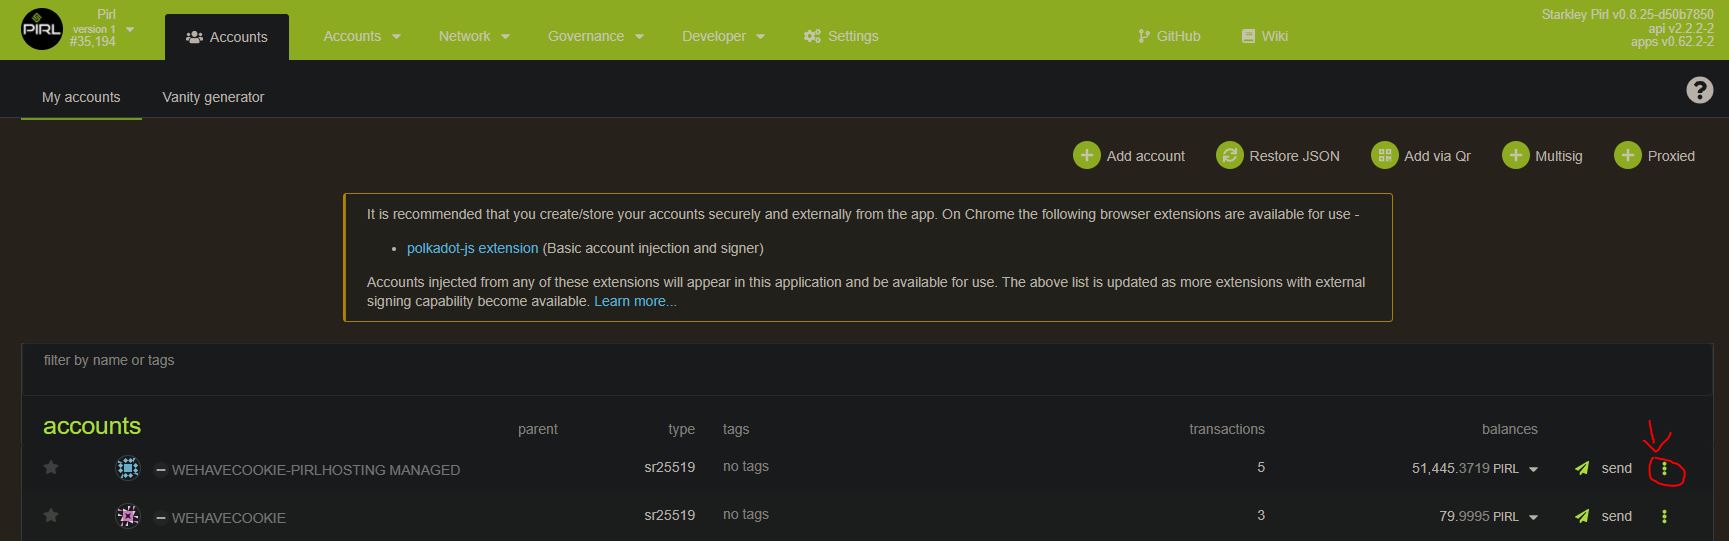 PIRL
Pirl
version 1
#35,194
Accounts
Accounts
Network
Governance
Developer
Settings
GitHub
Wiki
Starkley Pirl v0.8.25-d50b7850
api v2.2.2-2
apps v0.62.2-2
My accounts
Vanity generator
?
Add account
Restore JSON
Add via Qr
Multisig
Proxied
It is recommended that you create/store your accounts securely and externally from the app. On Chrome the following browser extensions are available for use -
• polkadot-js extension (Basic account injection and signer)
Accounts injected from any of these extensions will appear in this application and be available for use. The above list is updated as more extensions with external
signing capability become available. Learn more...
filter by name or tags
accounts parent type tags transactions balances
WEHAVECOOKIE-PIRLHOSTING MANAGED sr25519 no tags 5 51,445.3719 PIRL send
WEHAVECOOKIE sr25519 no tags 3 79.9995 PIRL send